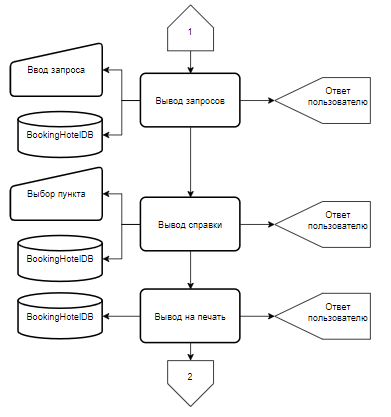 1
Ввод запроса
Вывод запросов
Ответ
пользователю
BookingHotelDB
Выбор пункта
Вывод справки
Ответ
пользователю
BookingHotelDB
BookingHotelDB
Вывод на печать
Ответ
пользователю
2